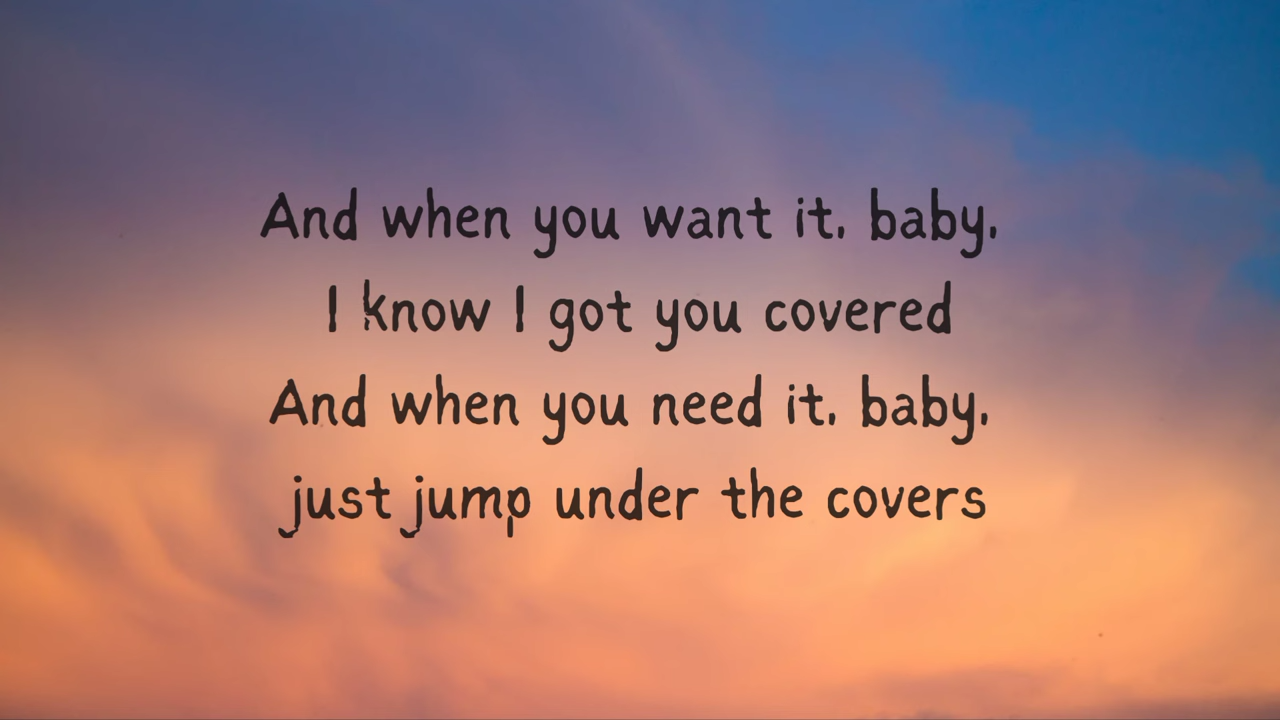 And when you want it, baby,
I know I got you covered
And when you need it, baby,
just jump under the covers